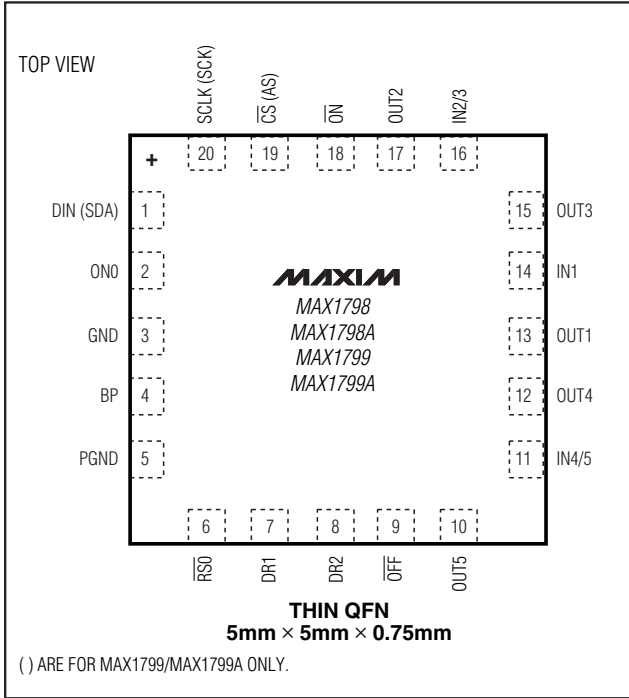 TOP VIEW
SCLK (SCK)
CS (AS)
ON
OUT2
IN2/3
+
20
19
18
17
16
DIN (SDA) 1
ON0 2
GND 3
BP 4
PGND 5
15 OUT3
14 IN1
13 OUT1
12 OUT4
11 IN4/5
MAXIM
MAX1798
MAX1798A
MAX1799
MAX1799A
6
7
8
9
10
RS0
DR1
DR2
OFF
OUT5
THIN QFN
5mm × 5mm × 0.75mm
( ) ARE FOR MAX1799/MAX1799A ONLY.